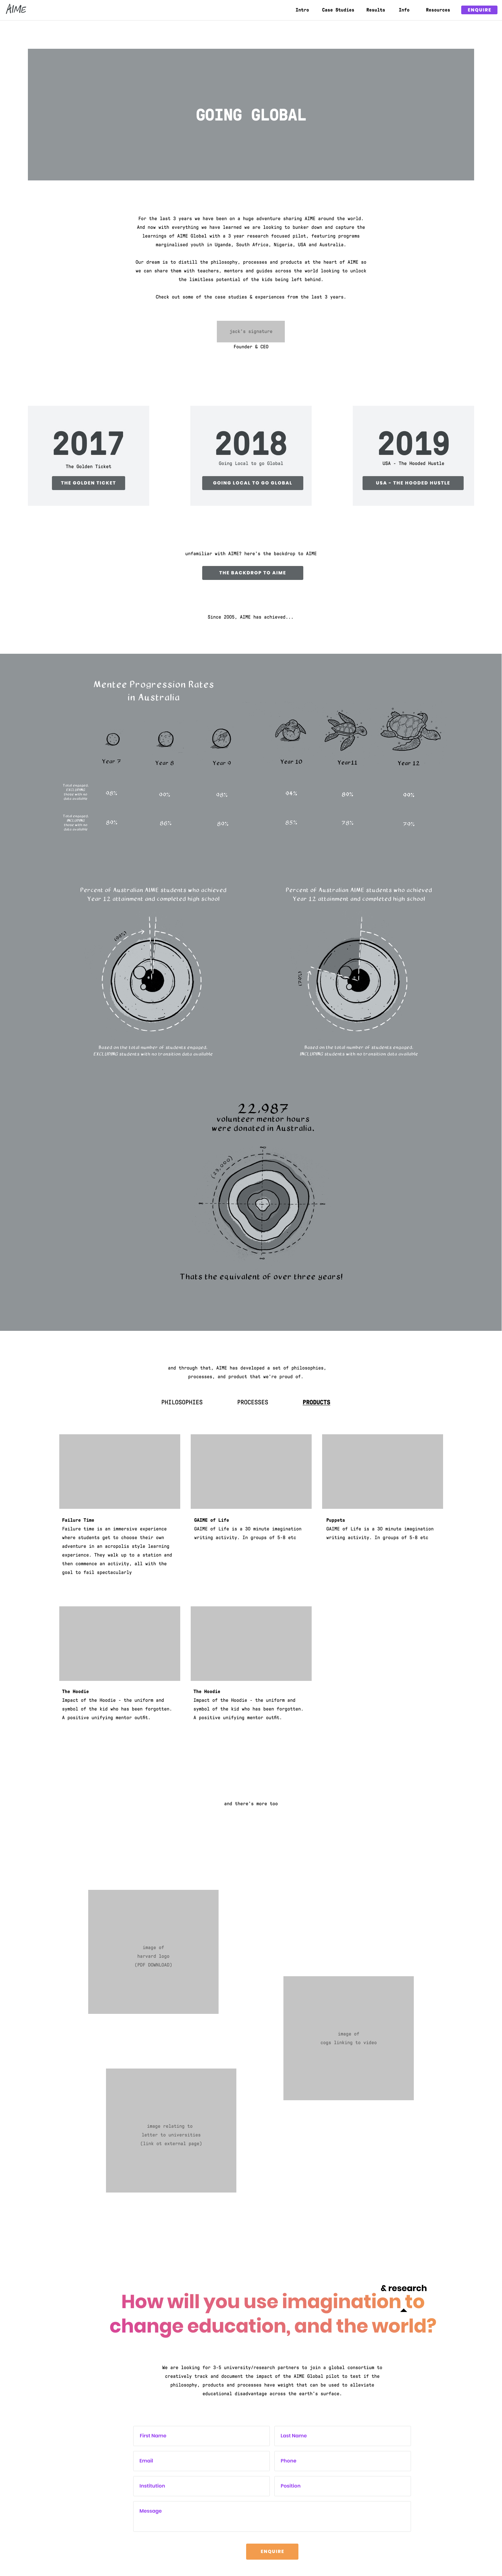 AIME
Intro Case Studies Results Info Resources ENQUIRE
GOING GLOBAL
For the last 3 years we have been on a huge adventure sharing AIME around the world.
And now with everything we have learned we are looking to bunker down and capture the
learnings of AIME Global with a 3 year research focused pilot, featuring programs
marginalised youth in Uganda, South Africa, Nigeria, USA and Australia.
Our dream is to distill the philosophy, processes and products at the heart of AIME so
we can share them with teachers, mentors and guides across the world looking to unlock
the limitless potential of the kids being left behind.
Check out some of the case studies & experiences from the last 3 years.
jack's signature
Founder & CEO
2017
The Golden Ticket
THE GOLDEN TICKET
2018
Going Local to go Global
GOING LOCAL TO GO GLOBAL
2019
USA - The Hooded Hustle
USA - THE HOODED HUSTLE
unfamiliar with AIME? here's the backdrop to AIME
THE BACKDROP TO AIME
Since 2005, AIME has achieved...
Mentee Progression Rates
in Australia
Year 7 Year 8 Year 9 Year 10 Year 11 Year 12
Total engaged
EXCLUDING
those with no
data available
98% 99% 98% 94% 89% 99%
Total engaged
INCLUDING
those with no
data available
89% 88% 89% 85% 78%
Percent of Australian AIME students who achieved
Year 12 attainment and completed high school
Based on the total number of students engaged
EXCLUDING students with no transition data available
Percent of Australian AIME students who achieved
Year 12 attainment and completed high school
Based on the total number of students engaged
INCLUDING students with no transition data available
22,987
volunteer mentor hours
were donated in Australia.
Thats the equivalent of over three years!
and through that, AIME has developed a set of philosophies,
processes, and product that we're proud of.
PHILOSOPHIES PROCESSES PRODUCTS
Failure Time
Failure time is an immersive experience
where students get to choose their own
adventure in an acropolis style learning
experience. They walk up to a station and
then commence an activity, all with the
goal to fail spectacularly
GAIME of Life
GAIME of Life is a 30 minute imagination
writing activity. In groups of 5-8 etc
Puppets
GAIME of Life is a 30 minute imagination
writing activity. In groups of 5-8 etc
The Hoodie
Impact of the Hoodie - the uniform and
symbol of the kid who has been forgotten.
A positive unifying mentor outfit.
The Hoodie
Impact of the Hoodie - the uniform and
symbol of the kid who has been forgotten.
A positive unifying mentor outfit.
and there's more too
image of
harvard logo
(PDF DOWNLOAD)
image of
yoga linking to video
image relating to
letter to universities
(link ot external page)
& research
How will you use imagination to
change education, and the world?
We are looking for 3-5 university/research partners to join a global consortium to
creatively track and document the impact of the AIME Global pilot to test if the
philosophy, products and processes have weight that can be used to alleviate
educational disadvantage across the earth's surface.
First Name Last Name
Email Phone
Institution Position
Message
ENQUIRE